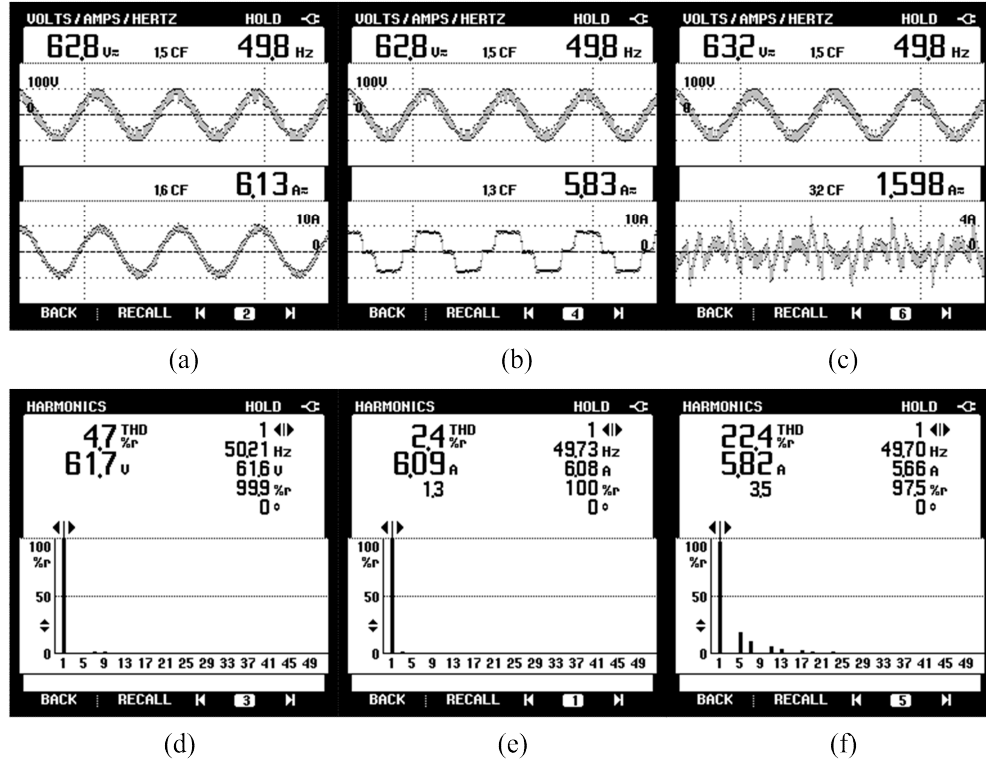 VOLTS/AMPS/HERTZ HOLD
62.8 V≂ 1.5 CF 49.8 Hz
100V
0
1.6 CF 6.13 A≂
10A
0
BACK RECALL 2
(a)
VOLTS/AMPS/HERTZ HOLD
62.8 V≂ 1.5 CF 49.8 Hz
100V
0
1.3 CF 5.83 A≂
10A
0
BACK RECALL 4
(b)
VOLTS/AMPS/HERTZ HOLD
63.2 V≂ 1.5 CF 49.8 Hz
100V
0
3.2 CF 1.598 A≂
4A
0
BACK RECALL 6
(c)
HARMONICS HOLD
4.7 THD %r 1
50.21 Hz
61.7 V 61.6 V
99.9 %r
0 °
100
%r
50
0
1 5 9 13 17 21 25 29 33 37 41 45 49
BACK RECALL 3
(d)
HARMONICS HOLD
2.4 THD %r 1
49.73 Hz
6.09 A 6.08 A
1.3 100 %r
0 °
100
%r
50
0
1 5 9 13 17 21 25 29 33 37 41 45 49
BACK RECALL 1
(e)
HARMONICS HOLD
22.4 THD %r 1
49.70 Hz
5.82 A 5.66 A
3.5 97.5 %r
0 °
100
%r
50
0
1 5 9 13 17 21 25 29 33 37 41 45 49
BACK RECALL 5
(f)